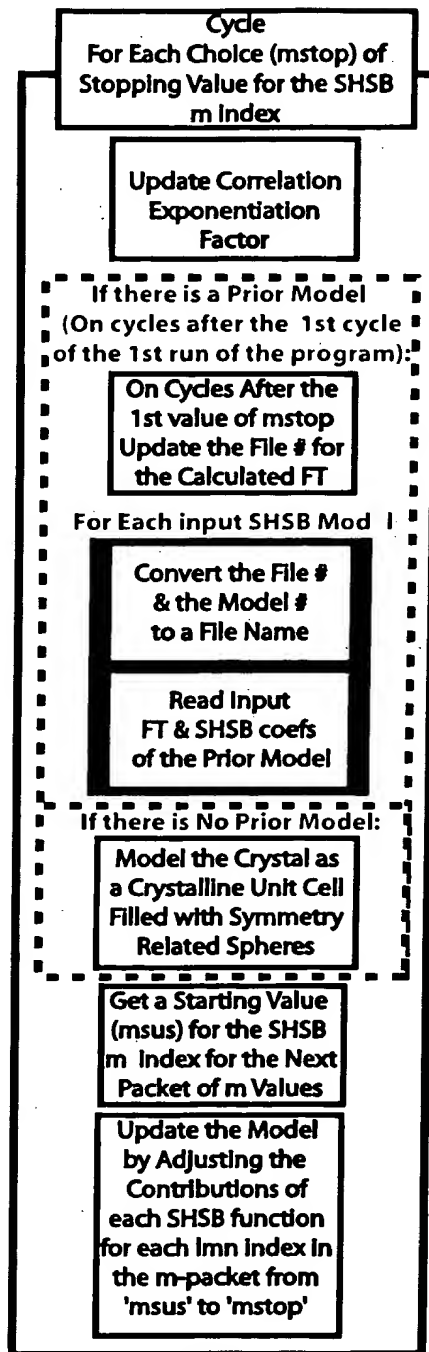 Cycle
For Each Choice (mstop) of
Stopping Value for the SHSB
m index
Update Correlation
Exponentiation
Factor
If there is a Prior Model
(On cycles after the 1st cycle
of the 1st run of the program):
On Cycles After the
1st value of mstop
Update the File # for
the Calculated FT
For Each input SHSB Mod l
Convert the File #
& the Model #
to a File Name
Read Input
FT & SHSB coefs
of the Prior Model
If there is No Prior Model:
Model the Crystal as
a Crystalline Unit Cell
Filled with Symmetry
Related Spheres
Get a Starting Value
(msus) for the SHSB
m Index for the Next
Packet of m Values
Update the Model
by Adjusting the
Contributions of
each SHSB function
for each lmn index in
the m-packet from
'msus' to 'mstop'